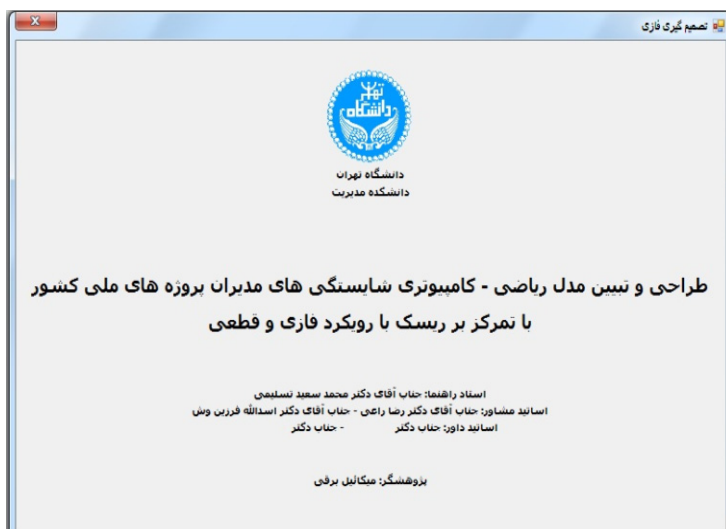 تصمیم گیری فازی
دانشگاه تهران
دانشگاه تهران
دانشکده مدیریت
طراحی و تبیین مدل ریاضی - کامپیوتری شایستگی های مدیران پروژه های ملی کشور
با تمرکز بر ریسک با رویکرد فازی و قطعی
استاد راهنما: جناب آقای دکتر محمد سعید تسلیمی
اساتید مشاور: جناب آقای دکتر رضا راعی - جناب آقای دکتر اسدالله فرزین وش
اساتید داور: جناب دکتر - جناب دکتر
پژوهشگر: میکائیل برقی